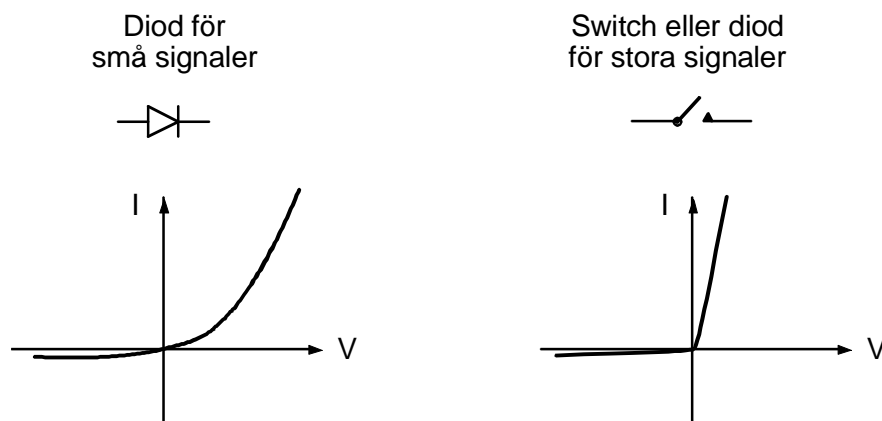 Diod för
små signaler
I
V
Switch eller diod
för stora signaler
I
V